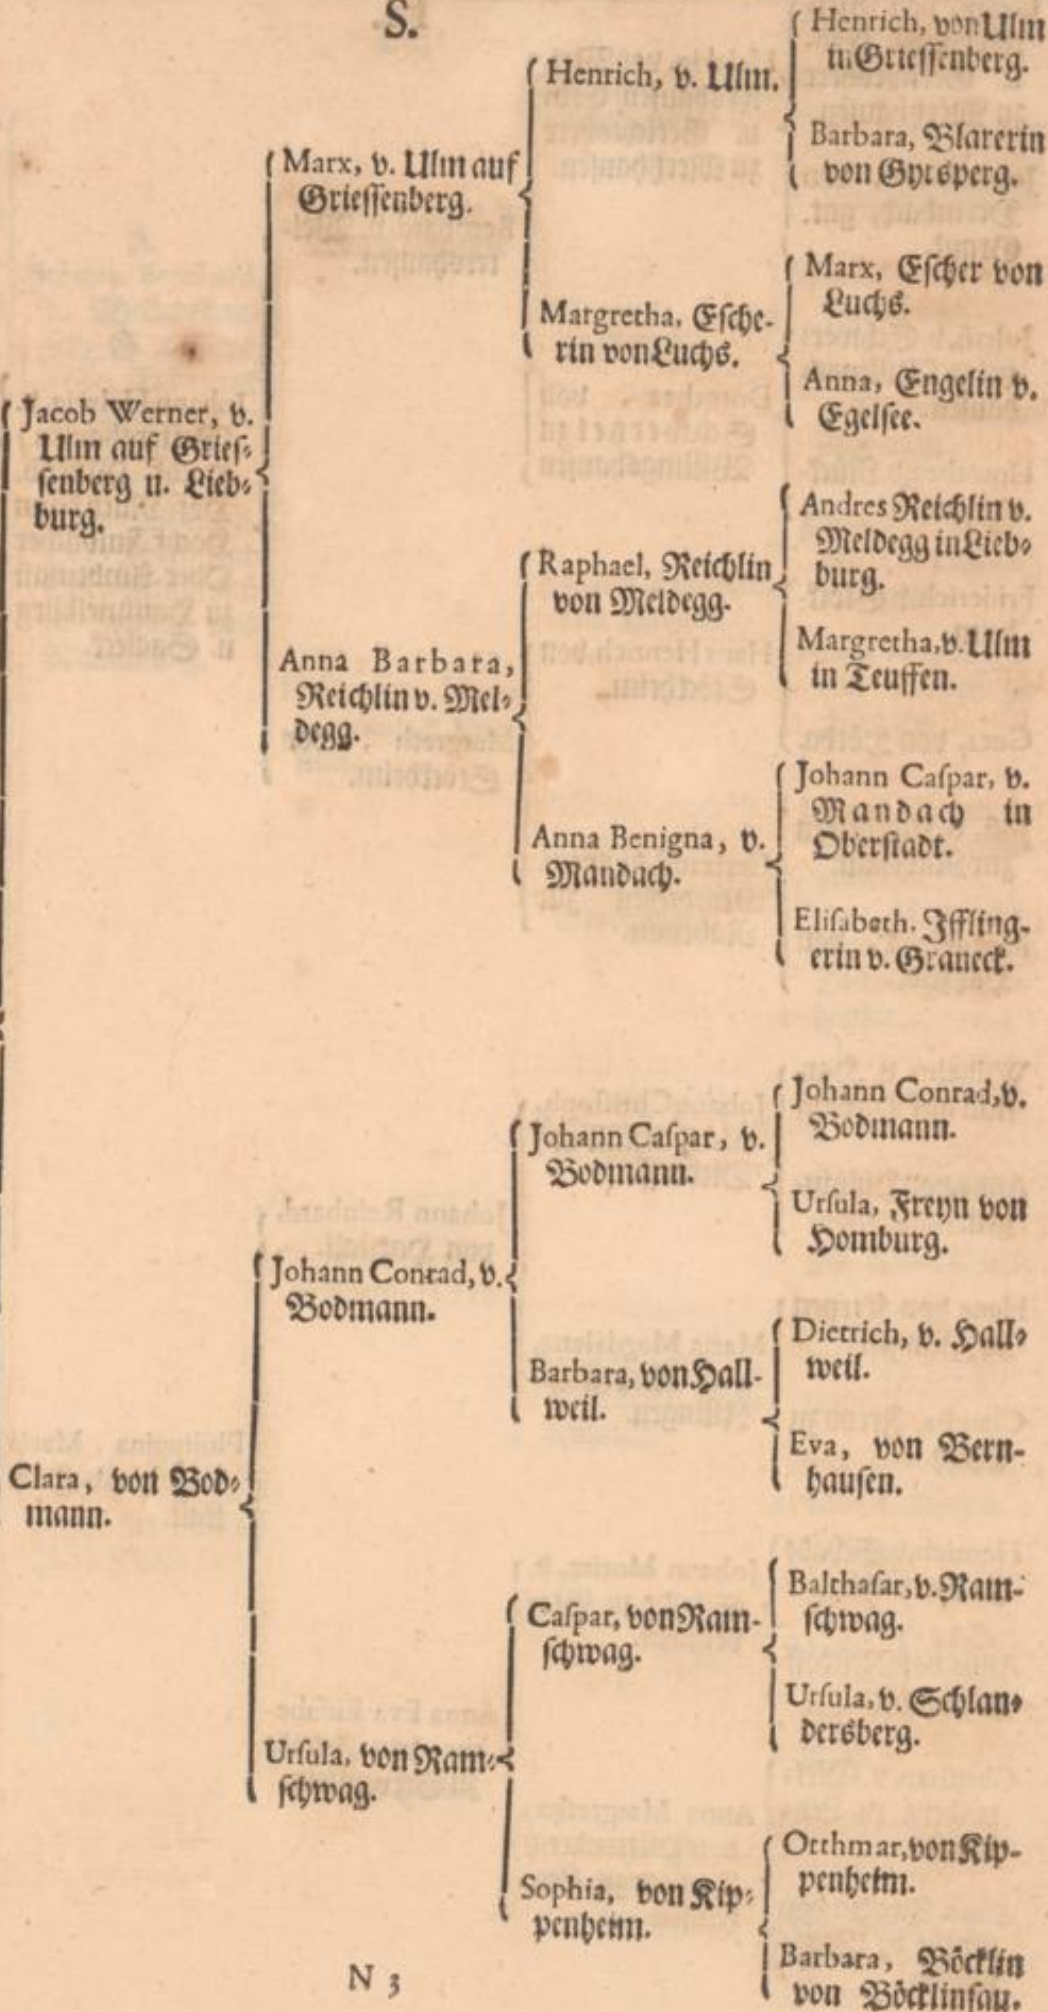 S.
Jacob Werner, v.
Ulm auf Grieſ-
ſenberg u. Lieb-
burg.
Clara, von Bod-
mann.
Marx, v. Ulm auf
Grieſſenberg.
Anna Barbara,
Reichlin v. Mel-
degg.
Johann Conrad, v.
Bodmann.
Urſula, von Ram-
ſchwag.
Henrich, v. Ulm.
Margretha, Eſche-
rin von Luchs.
Raphael, Reichlin
von Meldegg.
Anna Benigna, v.
Mandach.
Johann Caſpar, v.
Bodmann.
Barbara, von Hall-
weil.
Caſpar, von Ram-
ſchwag.
Sophia, von Kip-
penheim.
Henrich, von Ulm
in Grieſſenberg.
Barbara, Blarerin
von Gyrsperg.
Marx, Eſcher von
Luchs.
Anna, Engelin v.
Egelſee.
Andres Reichlin v.
Meldegg in Lieb-
burg.
Margretha, v. Ulm
in Teuffen.
Johann Caſpar, v.
Mandach in
Oberſtadt.
Eliſabeth. Iffling-
erin v. Graneck.
Johann Conrad, v.
Bodmann.
Urſula, Freyn von
Homburg.
Dietrich, v. Hall-
weil.
Eva, von Bern-
hauſen.
Balthaſar, v. Ram-
ſchwag.
Urſula, v. Schlan-
dersberg.
Otthmar, von Kip-
penheim.
Barbara, Böcklin
von Böcklinſau.
N 3